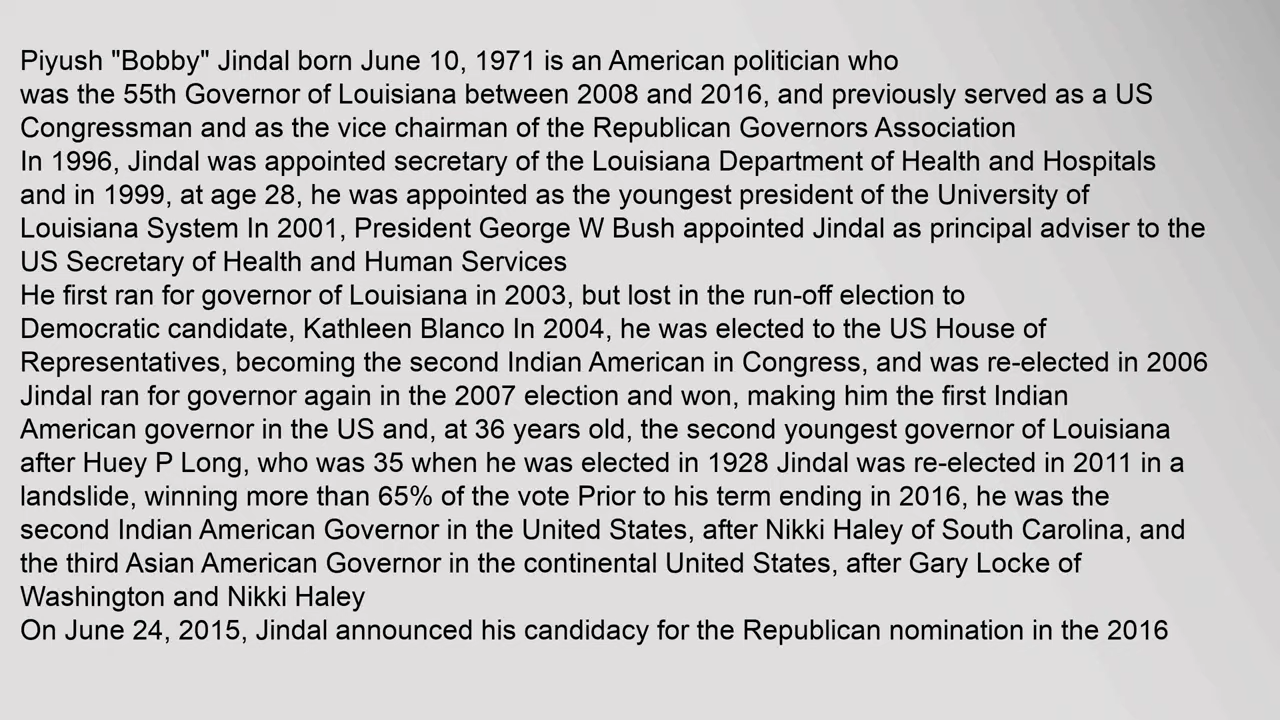 Piyush "Bobby" Jindal born June 10, 1971 is an American politician who
was the 55th Governor of Louisiana between 2008 and 2016, and previously served as a US
Congressman and as the vice chairman of the Republican Governors Association
In 1996, Jindal was appointed secretary of the Louisiana Department of Health and Hospitals
and in 1999, at age 28, he was appointed as the youngest president of the University of
Louisiana System In 2001, President George W Bush appointed Jindal as principal adviser to the
US Secretary of Health and Human Services
He first ran for governor of Louisiana in 2003, but lost in the run-off election to
Democratic candidate, Kathleen Blanco In 2004, he was elected to the US House of
Representatives, becoming the second Indian American in Congress, and was re-elected in 2006
Jindal ran for governor again in the 2007 election and won, making him the first Indian
American governor in the US and, at 36 years old, the second youngest governor of Louisiana
after Huey P Long, who was 35 when he was elected in 1928 Jindal was re-elected in 2011 in a
landslide, winning more than 65% of the vote Prior to his term ending in 2016, he was the
second Indian American Governor in the United States, after Nikki Haley of South Carolina, and
the third Asian American Governor in the continental United States, after Gary Locke of
Washington and Nikki Haley
On June 24, 2015, Jindal announced his candidacy for the Republican nomination in the 2016